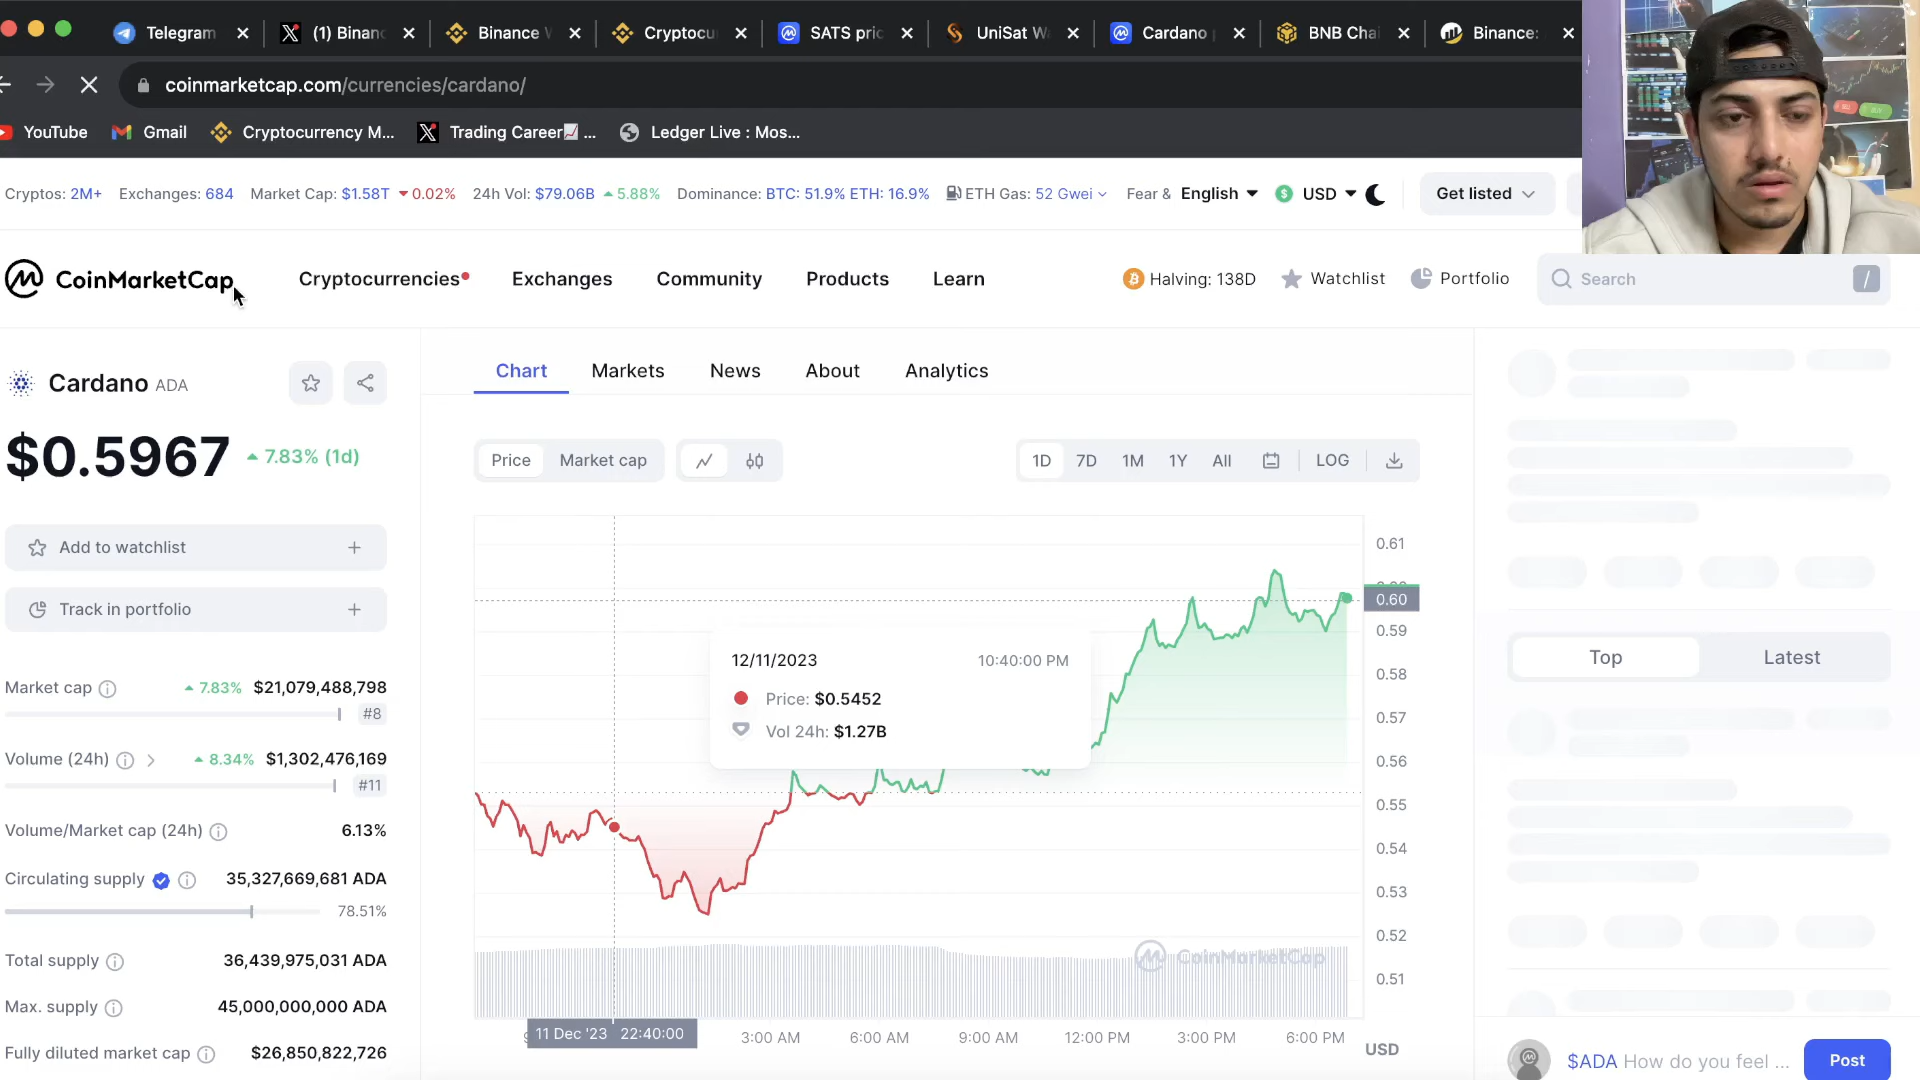 Telegram
(1) Binan
Binance
Cryptocu
SATS pric
UniSat W
Cardano
BNB Chai
Binance:
coinmarketcap.com/currencies/cardano/
YouTube
Gmail
Cryptocurrency M...
Trading Career ...
Ledger Live : Mos...
Cryptos: 2M+ Exchanges: 684 Market Cap: $1.58T 0.02% 24h Vol: $79.06B 5.88% Dominance: BTC: 51.9% ETH: 16.9% ETH Gas: 52 Gwei Fear & English USD Get listed
CoinMarketCap Cryptocurrencies Exchanges Community Products Learn Halving: 138D Watchlist Portfolio Search /
Cardano ADA
$0.5967 7.83% (1d)
Add to watchlist +
Track in portfolio +
Market cap 7.83% $21,079,488,798
#8
Volume (24h) 8.34% $1,302,476,169
#11
Volume/Market cap (24h) 6.13%
Circulating supply 35,327,669,681 ADA
78.51%
Total supply 36,439,975,031 ADA
Max. supply 45,000,000,000 ADA
Fully diluted market cap $26,850,822,726
Chart Markets News About Analytics
Price Market cap 1D 7D 1M 1Y All LOG
0.61
0.60
0.59
0.58
0.57
0.56
0.55
0.54
0.53
0.52
0.51
12/11/2023 10:40:00 PM
Price: $0.5452
Vol 24h: $1.27B
CoinMarketCap
11 Dec '23 22:40:00 3:00 AM 6:00 AM 9:00 AM 12:00 PM 3:00 PM 6:00 PM
USD
Top Latest
$ADA How do you feel ... Post